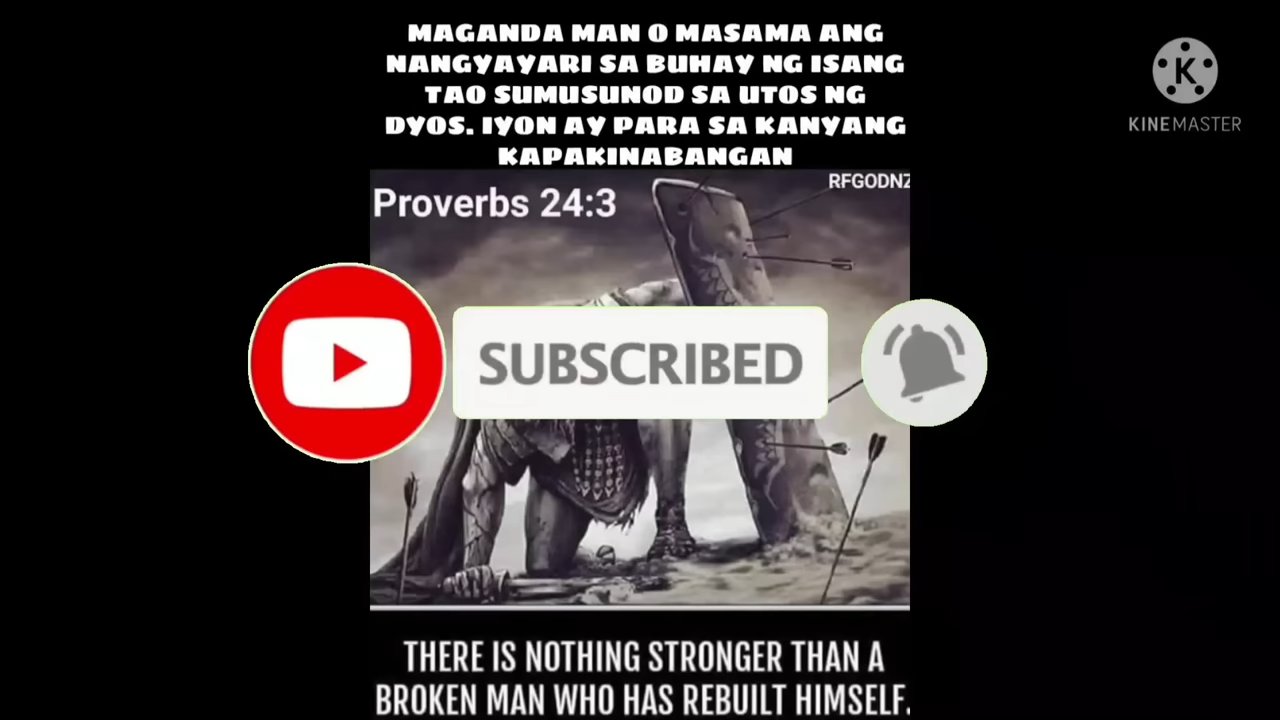 MAGANDA MAN O MASAMA ANG
NANGYAYARI SA BUHAY NG ISANG
TAO SUMUSUNOD SA UTOS NG
DYOS. IYON AY PARA SA KANYANG
KAPAKINABANGAN
K
KINEMASTER
RFGODNZ
Proverbs 24:3
SUBSCRIBED
THERE IS NOTHING STRONGER THAN A
BROKEN MAN WHO HAS REBUILT HIMSELF.